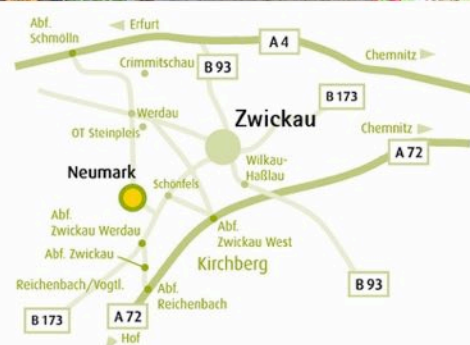 Abf.
Schmölln
Erfurt
A 4
Chemnitz
Crimmitschau
B 93
B 173
Werdau
Zwickau
OT Steinpleis
Chemnitz
A 72
Neumark
Schönfels
Wilkau-
Haßlau
Abf.
Zwickau Werdau
Abf.
Zwickau West
Abf. Zwickau
Kirchberg
Reichenbach/Vogtl.
Abf.
Reichenbach
B 93
B 173
A 72
Hof